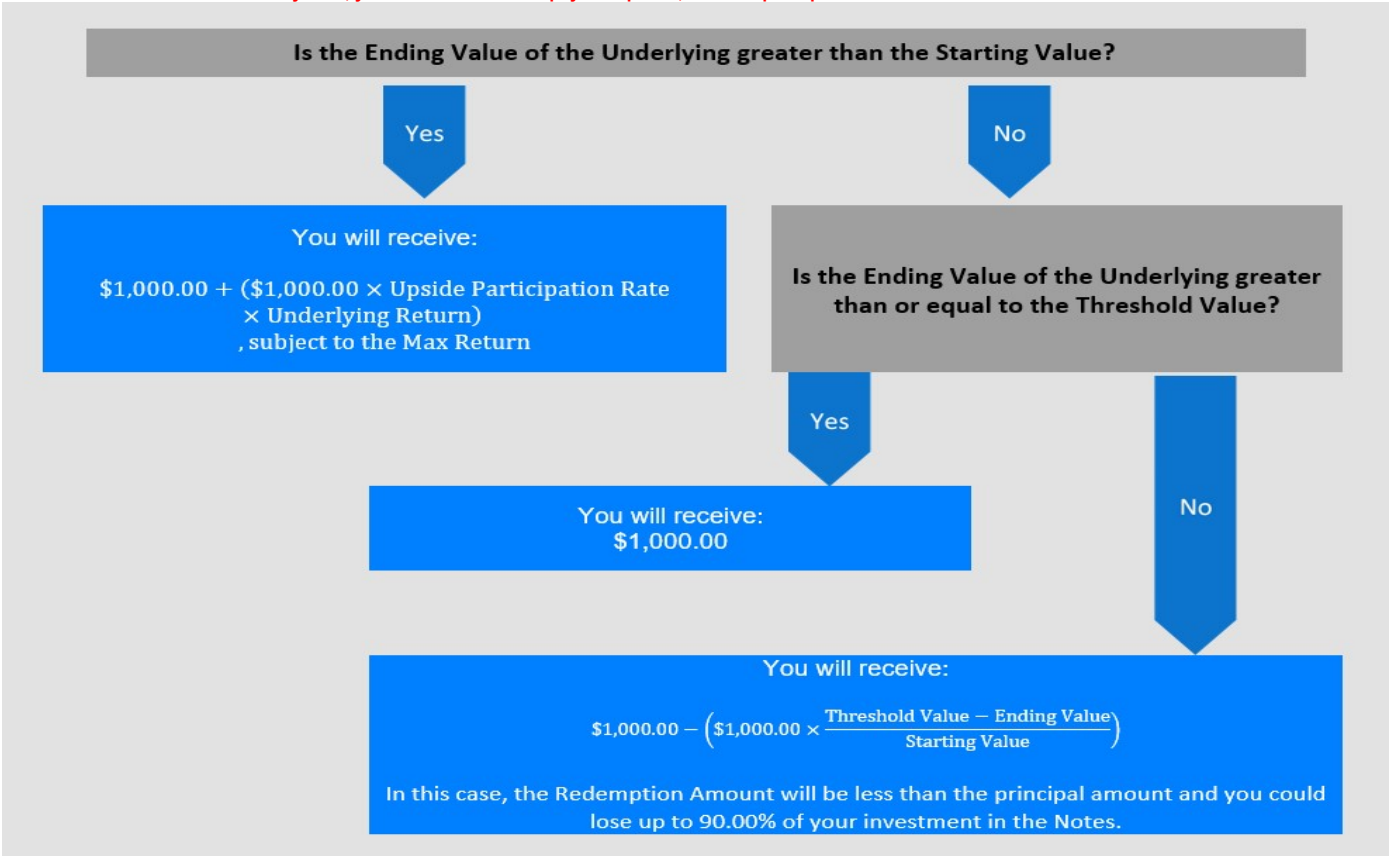 Is the Ending Value of the Underlying greater than the Starting Value?
Yes
No
You will receive:
$1,000.00 + ($1,000.00 × Upside Participation Rate
× Underlying Return)
, subject to the Max Return
Is the Ending Value of the Underlying greater
than or equal to the Threshold Value?
Yes
You will receive:
$1,000.00
No
You will receive:
$1,000.00 − ($1,000.00 × (Threshold Value − Ending Value) / Starting Value)
In this case, the Redemption Amount will be less than the principal amount and you could
lose up to 90.00% of your investment in the Notes.